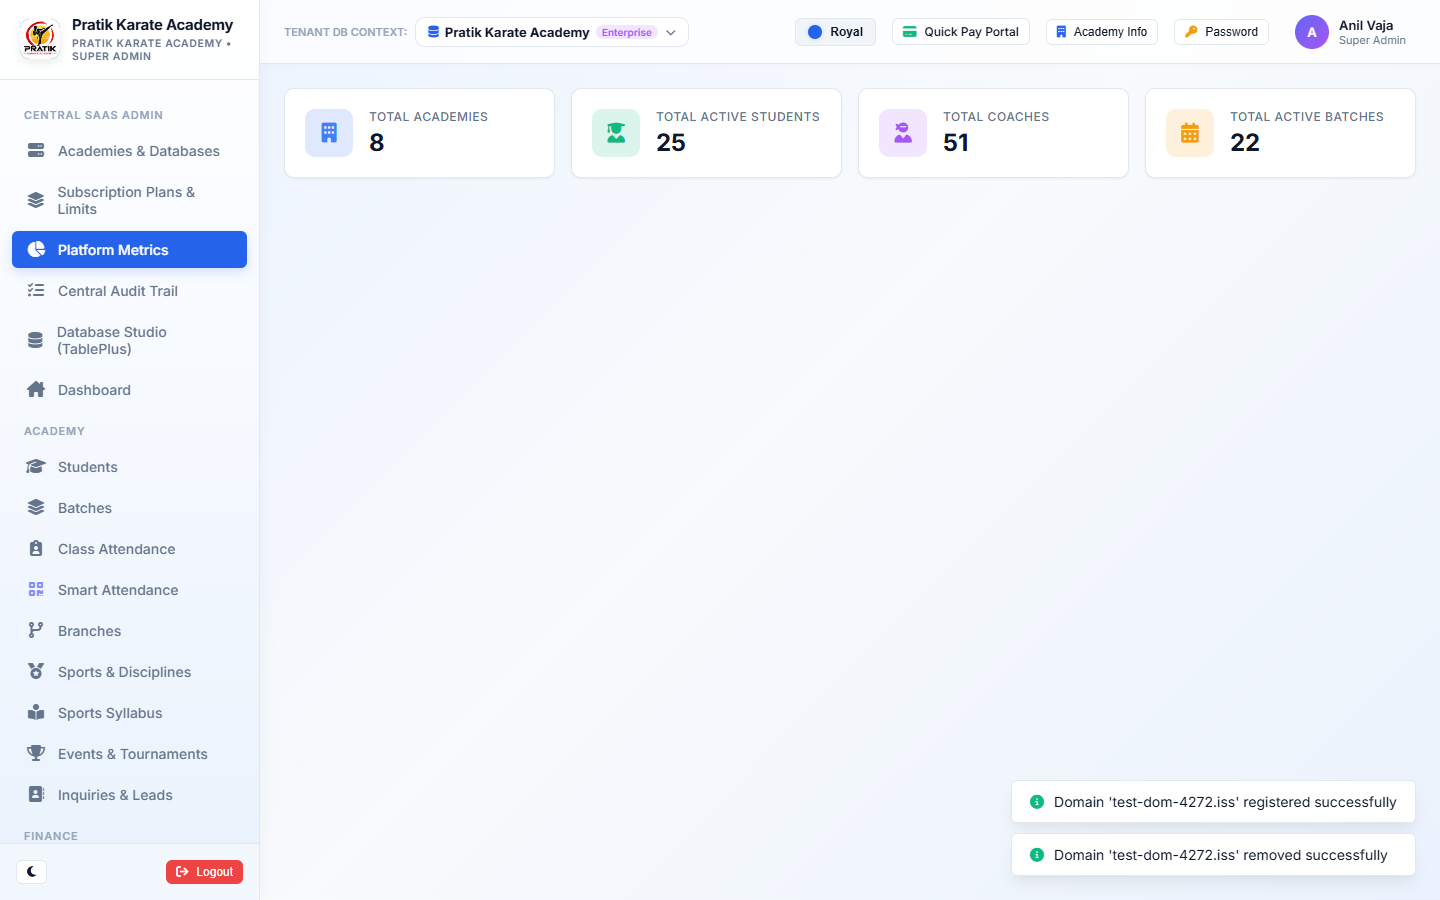 PRATIK
Pratik Karate Academy
PRATIK KARATE ACADEMY •
SUPER ADMIN
TENANT DB CONTEXT:
Pratik Karate Academy
Enterprise
Royal
Quick Pay Portal
Academy Info
Password
A
Anil Vaja
Super Admin
CENTRAL SAAS ADMIN
Academies & Databases
Subscription Plans &
Limits
Platform Metrics
Central Audit Trail
Database Studio
(TablePlus)
Dashboard
ACADEMY
Students
Batches
Class Attendance
Smart Attendance
Branches
Sports & Disciplines
Sports Syllabus
Events & Tournaments
Inquiries & Leads
FINANCE
Logout
TOTAL ACADEMIES
8
TOTAL ACTIVE STUDENTS
25
TOTAL COACHES
51
TOTAL ACTIVE BATCHES
22
Domain 'test-dom-4272.iss' registered successfully
Domain 'test-dom-4272.iss' removed successfully